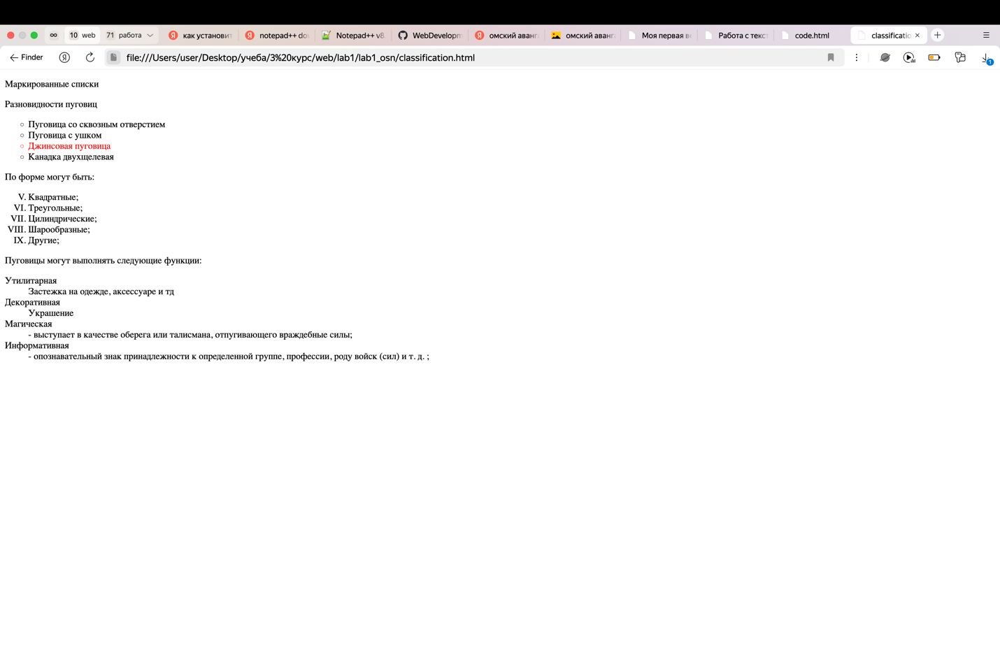 10 web
71 работа
как установит
notepad++ do
Notepad++ v8.
WebDevelopm
омский аванг
омский аванг
Моя первая в
Работа с текст
code.html
classificatio
Finder
file:///Users/user/Desktop/учеба/3%20курс/web/lab1/lab1_osn/classification.html
1
Маркированные списки
Разновидности пуговиц
Пуговица со сквозным отверстием
Пуговица с ушком
Джинсовая пуговица
Канадка двухщелевая
По форме могут быть:
V. Квадратные;
VI. Треугольные;
VII. Цилиндрические;
VIII. Шарообразные;
IX. Другие;
Пуговицы могут выполнять следующие функции:
Утилитарная
Застежка на одежде, аксессуаре и тд
Декоративная
Украшение
Магическая
- выступает в качестве оберега или талисмана, отпугивающего враждебные силы;
Информативная
- опознавательный знак принадлежности к определенной группе, профессии, роду войск (сил) и т. д. ;